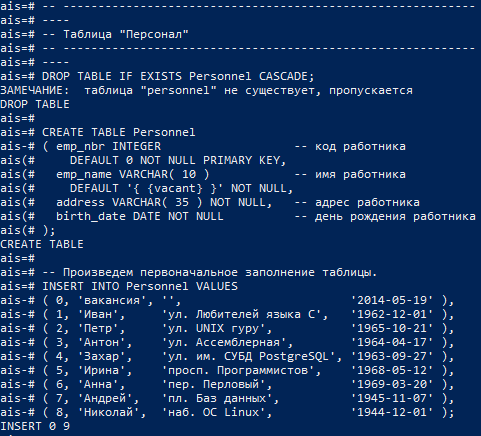 ais=# -- -----------------------------------------------------
ais=# ----
ais=# -- Таблица "Персонал"
ais=# -- -----------------------------------------------------
ais=# ----
ais=# DROP TABLE IF EXISTS Personnel CASCADE;
ЗАМЕЧАНИЕ:  таблица "personnel" не существует, пропускается
DROP TABLE
ais=#
ais=# CREATE TABLE Personnel
ais-# ( emp_nbr INTEGER                   -- код работника
ais(#     DEFAULT 0 NOT NULL PRIMARY KEY,
ais(#   emp_name VARCHAR( 10 )            -- имя работника
ais(#     DEFAULT '{ {vacant} }' NOT NULL,
ais(#   address VARCHAR( 35 ) NOT NULL,   -- адрес работника
ais(#   birth_date DATE NOT NULL          -- день рождения работника
ais(# );
CREATE TABLE
ais=#
ais=# -- Произведем первоначальное заполнение таблицы.
ais=# INSERT INTO Personnel VALUES
ais-# ( 0, 'вакансия', '',                        '2014-05-19' ),
ais-# ( 1, 'Иван',     'ул. Любителей языка C',   '1962-12-01' ),
ais-# ( 2, 'Петр',     'ул. UNIX гуру',           '1965-10-21' ),
ais-# ( 3, 'Антон',    'ул. Ассемблерная',        '1964-04-17' ),
ais-# ( 4, 'Захар',    'ул. им. СУБД PostgreSQL', '1963-09-27' ),
ais-# ( 5, 'Ирина',    'просп. Программистов',    '1968-05-12' ),
ais-# ( 6, 'Анна',     'пер. Перловый',           '1969-03-20' ),
ais-# ( 7, 'Андрей',   'пл. Баз данных',          '1945-11-07' ),
ais-# ( 8, 'Николай',  'наб. ОС Linux',           '1944-12-01' );
INSERT 0 9